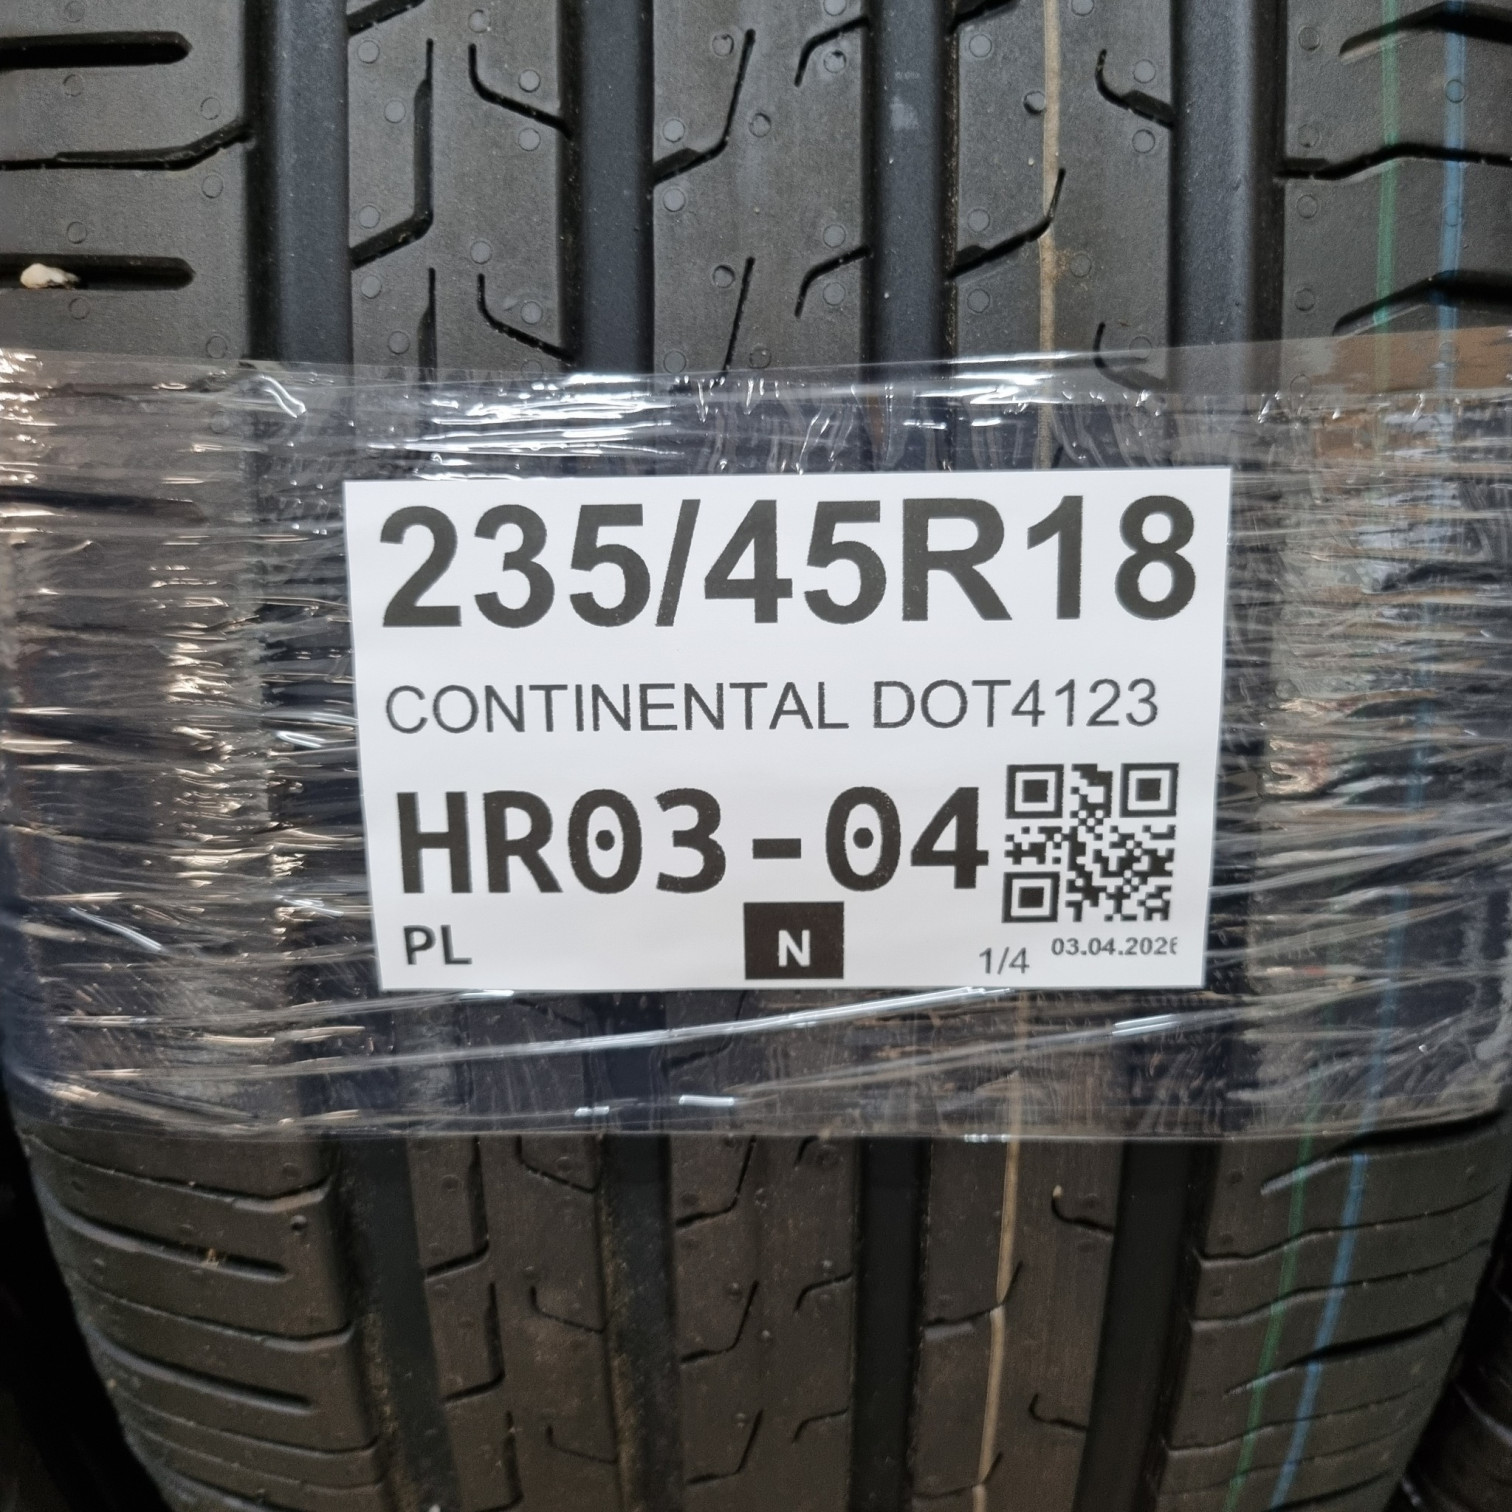 235/45R18
CONTINENTAL DOT4123
HR03-04
PL
N
1/4
03.04.2026